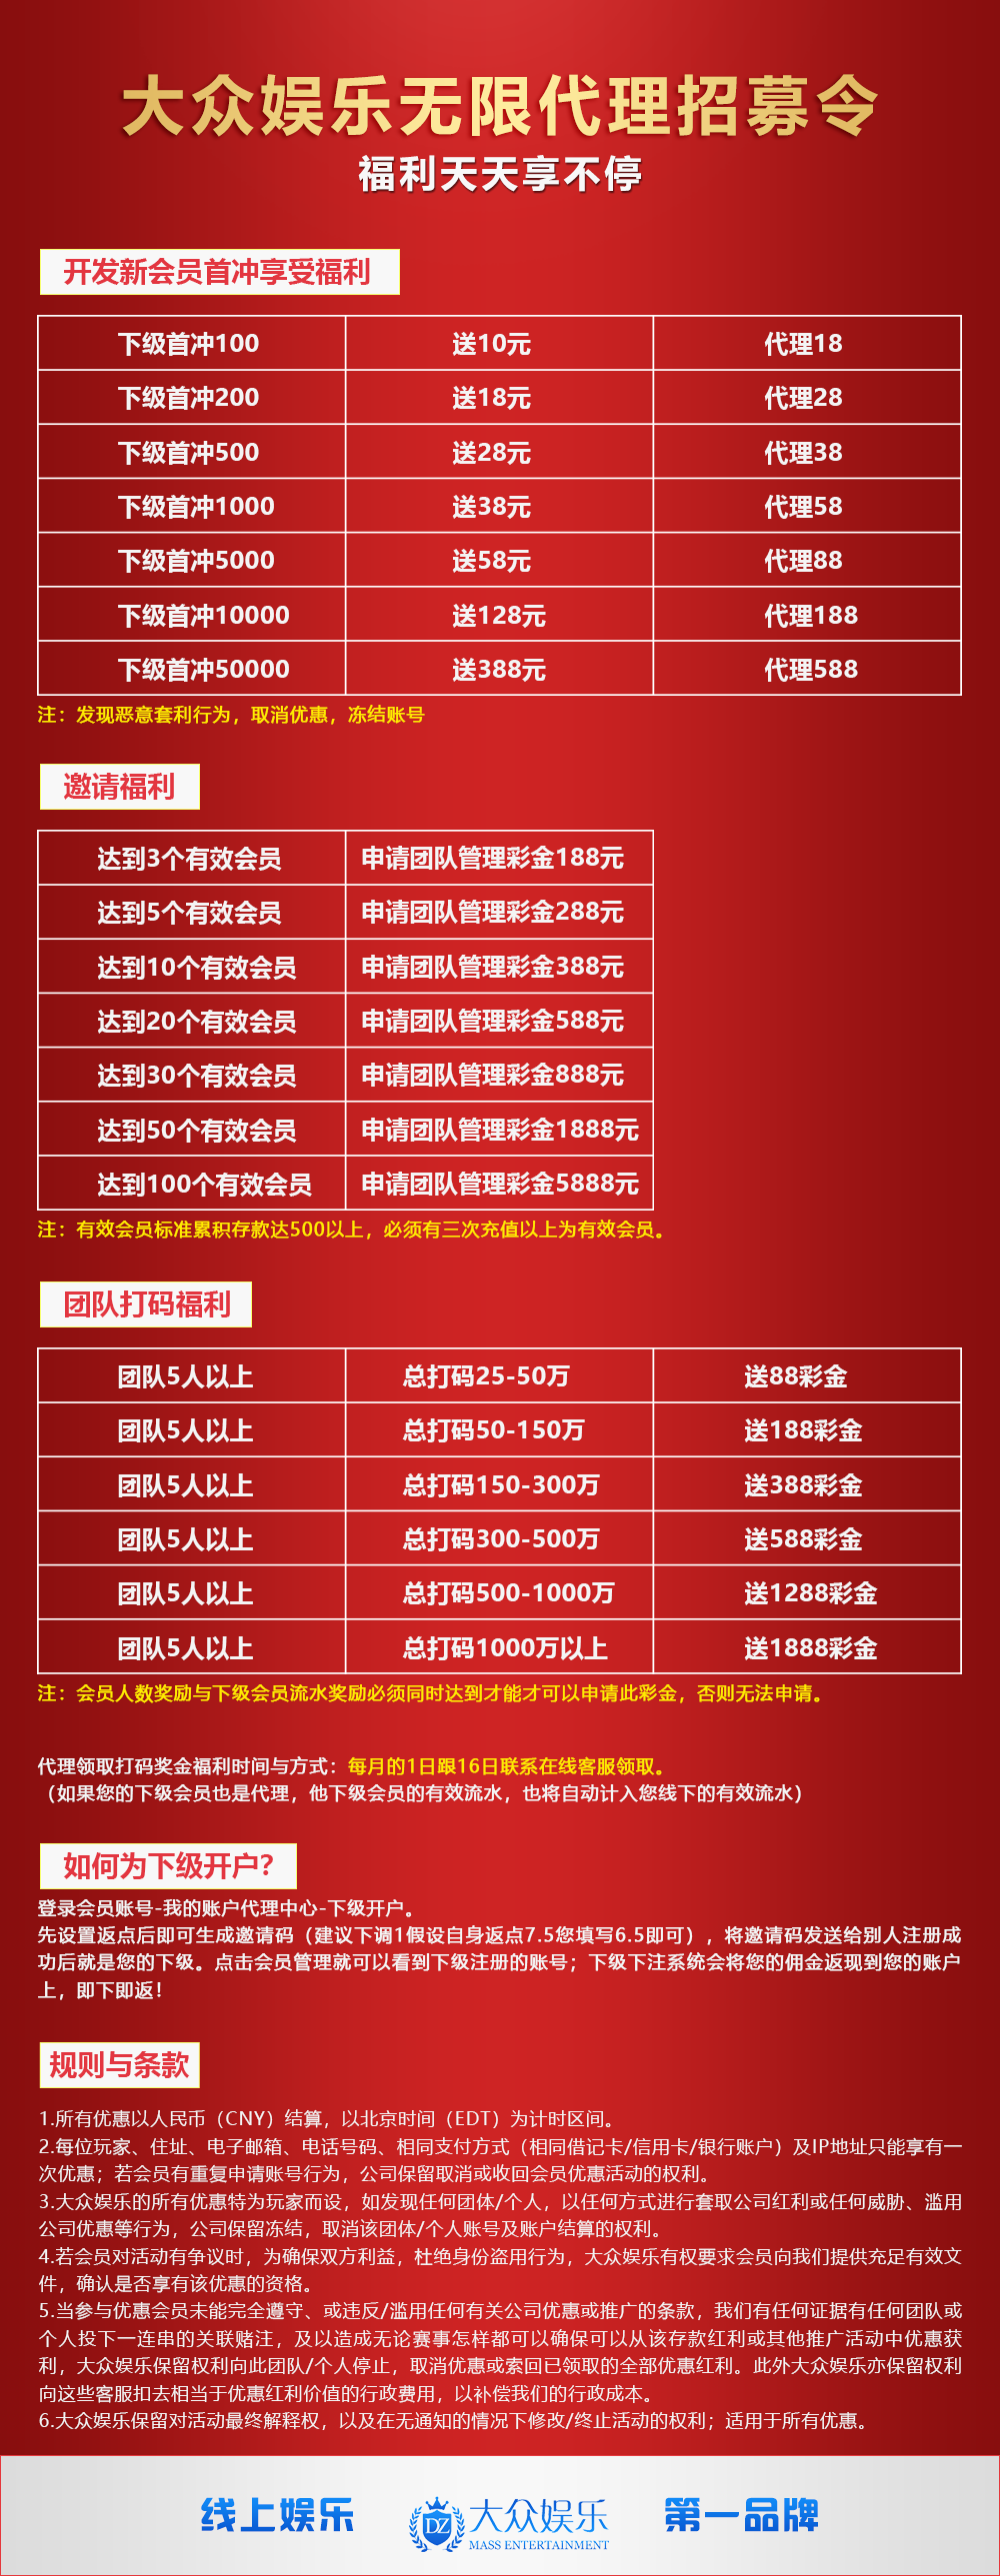 大众娱乐无限代理招募令
福利天天享不停
开发新会员首冲享受福利
下级首冲100 送10元 代理18
下级首冲200 送18元 代理28
下级首冲500 送28元 代理38
下级首冲1000 送38元 代理58
下级首冲5000 送58元 代理88
下级首冲10000 送128元 代理188
下级首冲50000 送388元 代理588
注：发现恶意套利行为，取消优惠，冻结账号
邀请福利
达到3个有效会员 申请团队管理彩金188元
达到5个有效会员 申请团队管理彩金288元
达到10个有效会员 申请团队管理彩金388元
达到20个有效会员 申请团队管理彩金588元
达到30个有效会员 申请团队管理彩金888元
达到50个有效会员 申请团队管理彩金1888元
达到100个有效会员 申请团队管理彩金5888元
注：有效会员标准累积存款达500以上，必须有三次充值以上为有效会员。
团队打码福利
团队5人以上 总打码25-50万 送88彩金
团队5人以上 总打码50-150万 送188彩金
团队5人以上 总打码150-300万 送388彩金
团队5人以上 总打码300-500万 送588彩金
团队5人以上 总打码500-1000万 送1288彩金
团队5人以上 总打码1000万以上 送1888彩金
注：会员人数奖励与下级会员流水奖励必须同时达到才能才可以申请此彩金，否则无法申请。
代理领取打码奖金福利时间与方式：每月的1日跟16日联系在线客服领取。
（如果您的下级会员也是代理，他下级会员的有效流水，也将自动计入您线下的有效流水）
如何为下级开户？
登录会员账号-我的账户代理中心-下级开户。
先设置返点后即可生成邀请码（建议下调1假设自身返点7.5您填写6.5即可），将邀请码发送给别人注册成
功后就是您的下级。点击会员管理就可以看到下级注册的账号；下级下注系统会将您的佣金返现到您的账户
上，即下即返！
规则与条款
1.所有优惠以人民币（CNY）结算，以北京时间（EDT）为计时区间。
2.每位玩家、住址、电子邮箱、电话号码、相同支付方式（相同借记卡/信用卡/银行账户）及IP地址只能享有一
次优惠；若会员有重复申请账号行为，公司保留取消或收回会员优惠活动的权利。
3.大众娱乐的所有优惠特为玩家而设，如发现任何团体/个人，以任何方式进行套取公司红利或任何威胁、滥用
公司优惠等行为，公司保留冻结，取消该团体/个人账号及账户结算的权利。
4.若会员对活动有争议时，为确保双方利益，杜绝身份盗用行为，大众娱乐有权要求会员向我们提供充足有效文
件，确认是否享有该优惠的资格。
5.当参与优惠会员未能完全遵守、或违反/滥用任何有关公司优惠或推广的条款，我们有任何证据有任何团队或
个人投下一连串的关联赌注，及以造成无论赛事怎样都可以确保可以从该存款红利或其他推广活动中优惠获
利，大众娱乐保留权利向此团队/个人停止，取消优惠或索回已领取的全部优惠红利。此外大众娱乐亦保留权利
向这些客服扣去相当于优惠红利价值的行政费用，以补偿我们的行政成本。
6.大众娱乐保留对活动最终解释权，以及在无通知的情况下修改/终止活动的权利；适用于所有优惠。
线上娱乐 DZ 大众娱乐 第一品牌
MASS ENTERTAINMENT